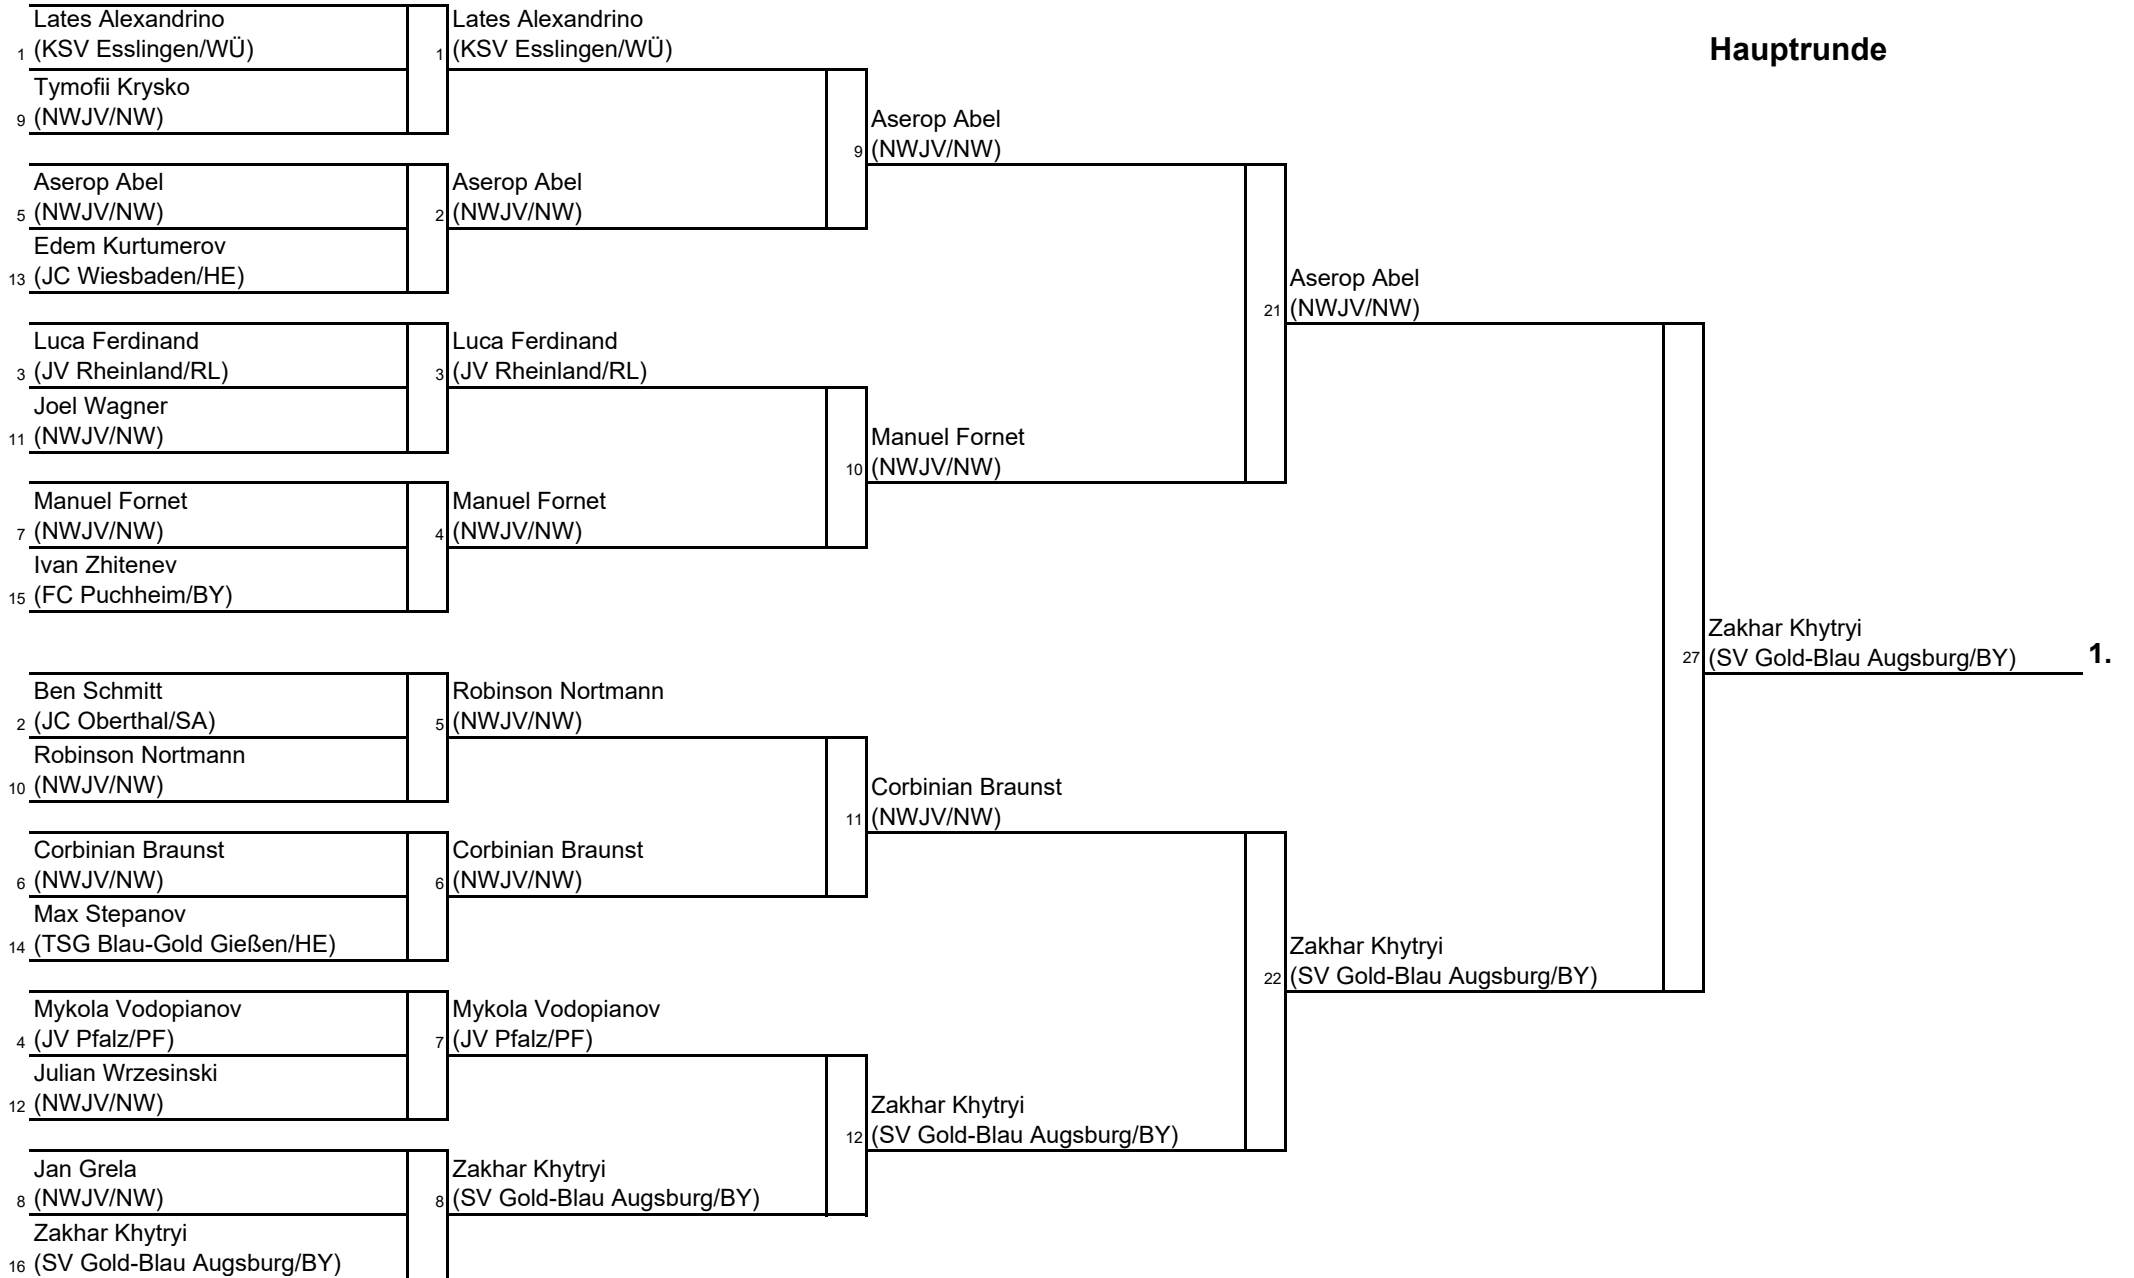 Hauptrunde
Lates Alexandrino
1 (KSV Esslingen/WÜ)
Tymofii Krysko
9 (NWJV/NW)
Aserop Abel
5 (NWJV/NW)
Edem Kurtumerov
13 (JC Wiesbaden/HE)
Luca Ferdinand
3 (JV Rheinland/RL)
Joel Wagner
11 (NWJV/NW)
Manuel Fornet
7 (NWJV/NW)
Ivan Zhitenev
15 (FC Puchheim/BY)
Ben Schmitt
2 (JC Oberthal/SA)
Robinson Nortmann
10 (NWJV/NW)
Corbinian Braunst
6 (NWJV/NW)
Max Stepanov
14 (TSG Blau-Gold Gießen/HE)
Mykola Vodopianov
4 (JV Pfalz/PF)
Julian Wrzesinski
12 (NWJV/NW)
Jan Grela
8 (NWJV/NW)
Zakhar Khytryi
16 (SV Gold-Blau Augsburg/BY)
Lates Alexandrino
1 (KSV Esslingen/WÜ)
Aserop Abel
2 (NWJV/NW)
Luca Ferdinand
3 (JV Rheinland/RL)
Manuel Fornet
4 (NWJV/NW)
Robinson Nortmann
5 (NWJV/NW)
Corbinian Braunst
6 (NWJV/NW)
Mykola Vodopianov
7 (JV Pfalz/PF)
Zakhar Khytryi
8 (SV Gold-Blau Augsburg/BY)
Aserop Abel
9 (NWJV/NW)
Manuel Fornet
10 (NWJV/NW)
Corbinian Braunst
11 (NWJV/NW)
Zakhar Khytryi
12 (SV Gold-Blau Augsburg/BY)
Aserop Abel
21 (NWJV/NW)
Zakhar Khytryi
22 (SV Gold-Blau Augsburg/BY)
Zakhar Khytryi
27 (SV Gold-Blau Augsburg/BY) 1.